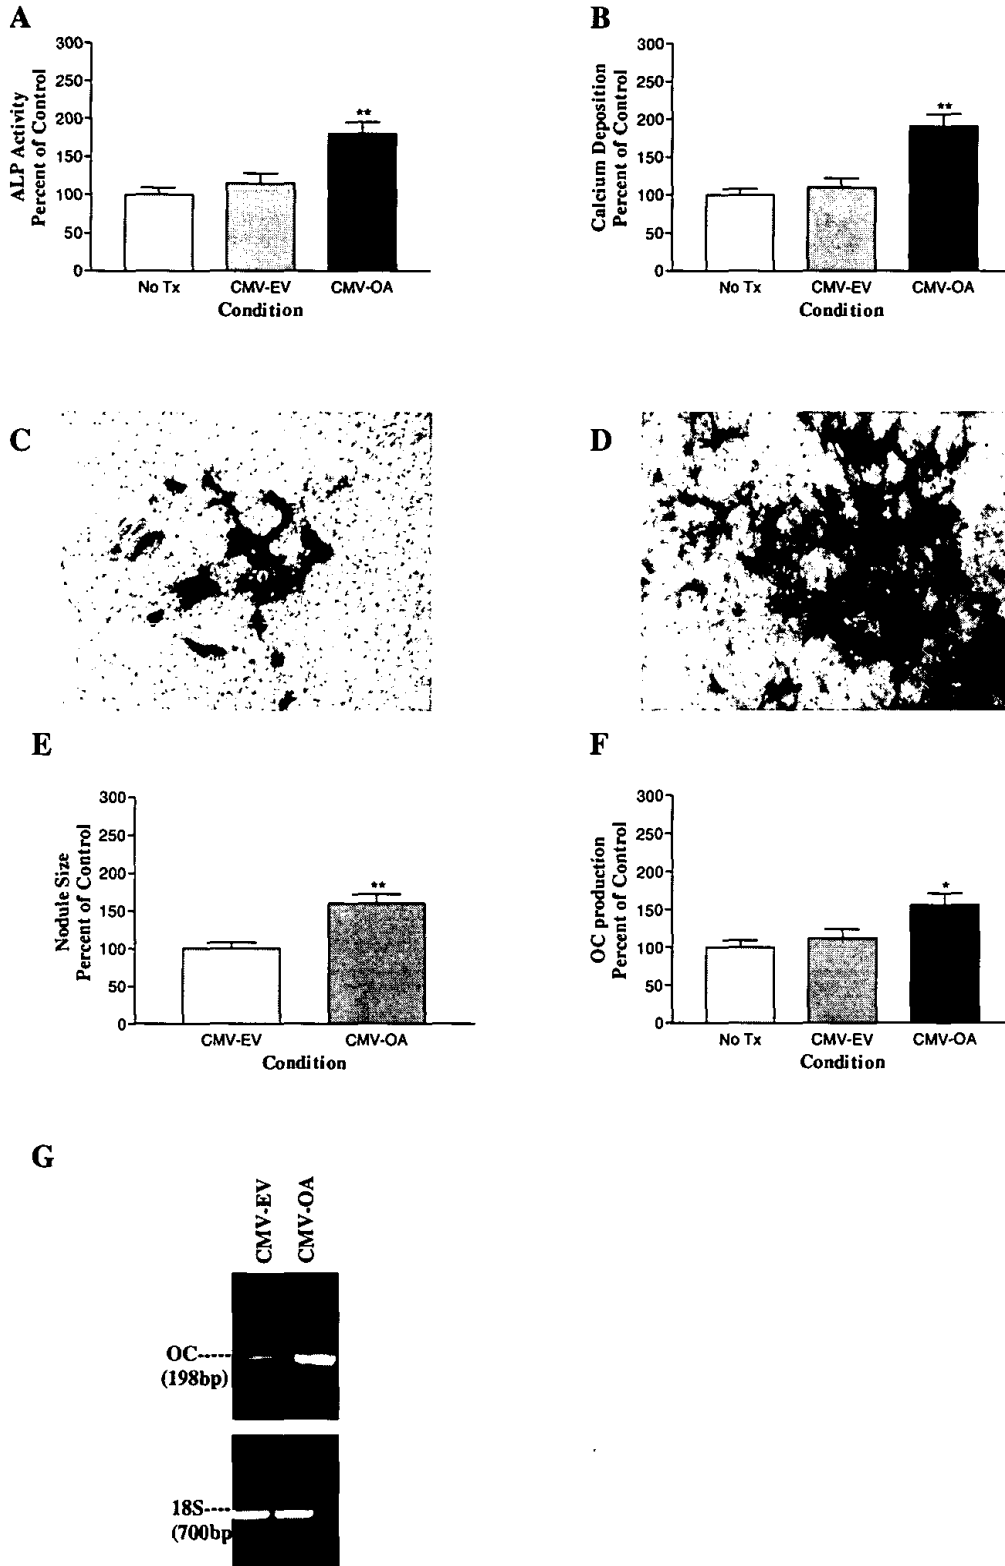 A
300
250
200
150
100
50
0
ALP Activity
Percent of Control
**
No Tx CMV-EV CMV-OA
Condition
B
300
250
200
150
100
50
0
Calcium Deposition
Percent of Control
**
No Tx CMV-EV CMV-OA
Condition
C
D
E
300
250
200
150
100
50
0
Nodule Size
Percent of Control
**
CMV-EV CMV-OA
Condition
F
300
250
200
150
100
50
0
OC production
Percent of Control
*
No Tx CMV-EV CMV-OA
Condition
G
CMV-EV
CMV-OA
OC-----
(198bp)
18S----
(700bp